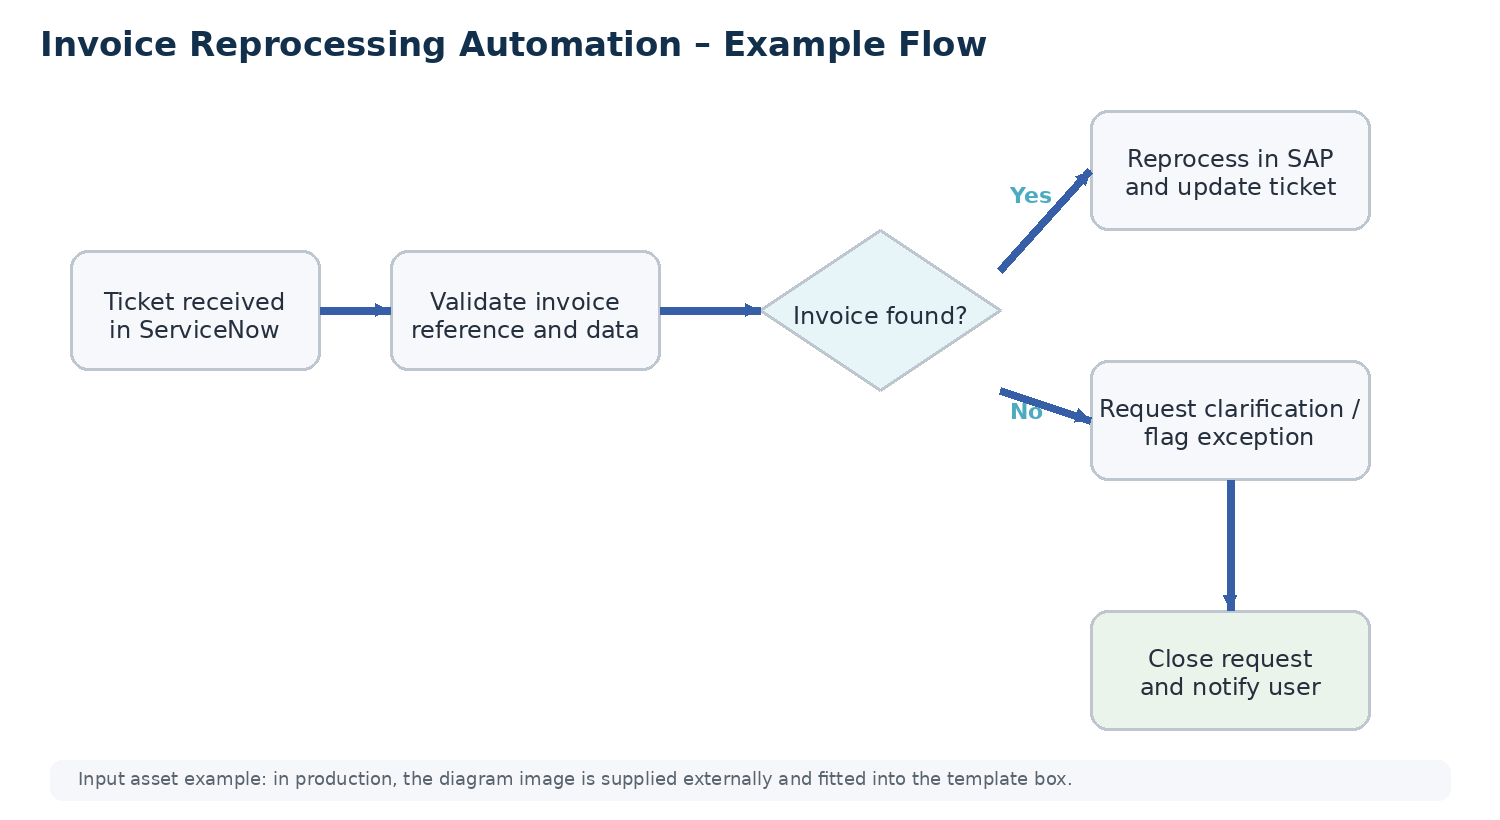 Invoice Reprocessing Automation – Example Flow
Ticket received
in ServiceNow
Validate invoice
reference and data
Invoice found?
Yes
Reprocess in SAP
and update ticket
No
Request clarification /
flag exception
Close request
and notify user
Input asset example: in production, the diagram image is supplied externally and fitted into the template box.